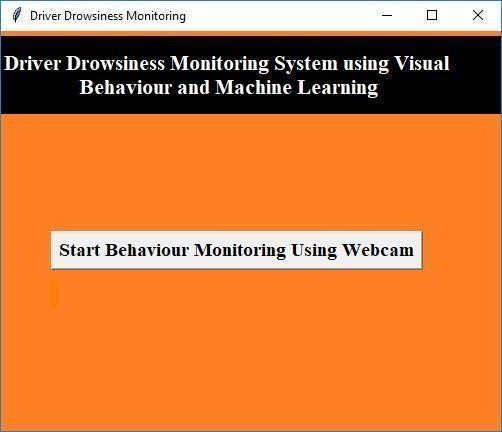 Driver Drowsiness Monitoring
Driver Drowsiness Monitoring System using Visual
Behaviour and Machine Learning
Start Behaviour Monitoring Using Webcam